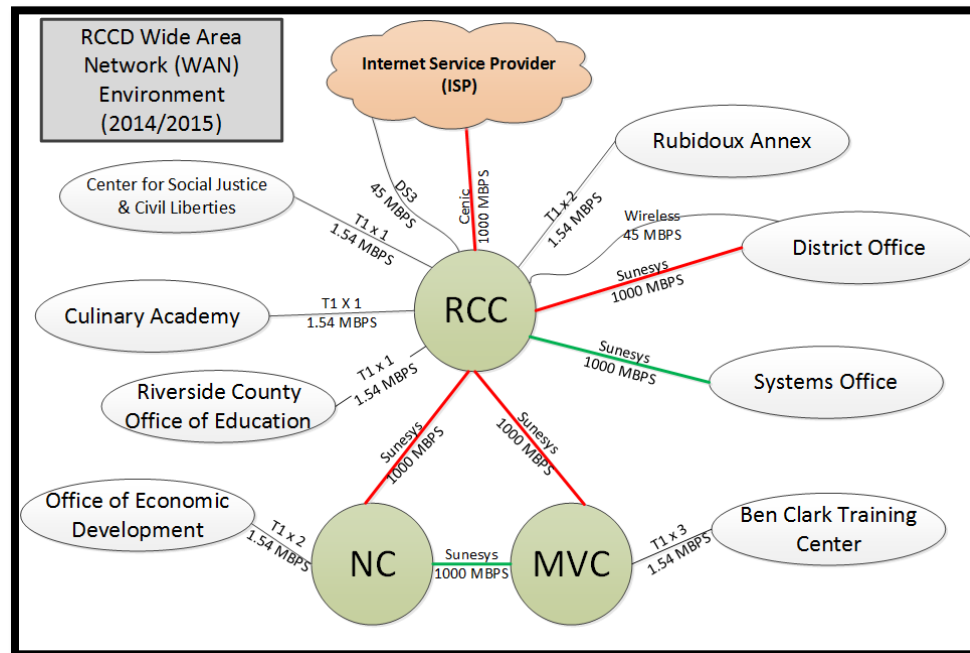 RCCD Wide Area
Network (WAN)
Environment
(2014/2015)
Internet Service Provider
(ISP)
Rubidoux Annex
Center for Social Justice
& Civil Liberties
DS3
45 MBPS
Cenic
1000 MBPS
T1 x 2
1.54 MBPS
Wireless
45 MBPS
District Office
T1 x 1
1.54 MBPS
Sunesys
1000 MBPS
Culinary Academy
T1 X 1
1.54 MBPS
RCC
Sunesys
1000 MBPS
Systems Office
Riverside County
Office of Education
T1 x 1
1.54 MBPS
Sunesys
1000 MBPS
Sunesys
1000 MBPS
Office of Economic
Development
T1 x 2
1.54 MBPS
NC
Sunesys
1000 MBPS
MVC
T1 x 3
1.54 MBPS
Ben Clark Training
Center